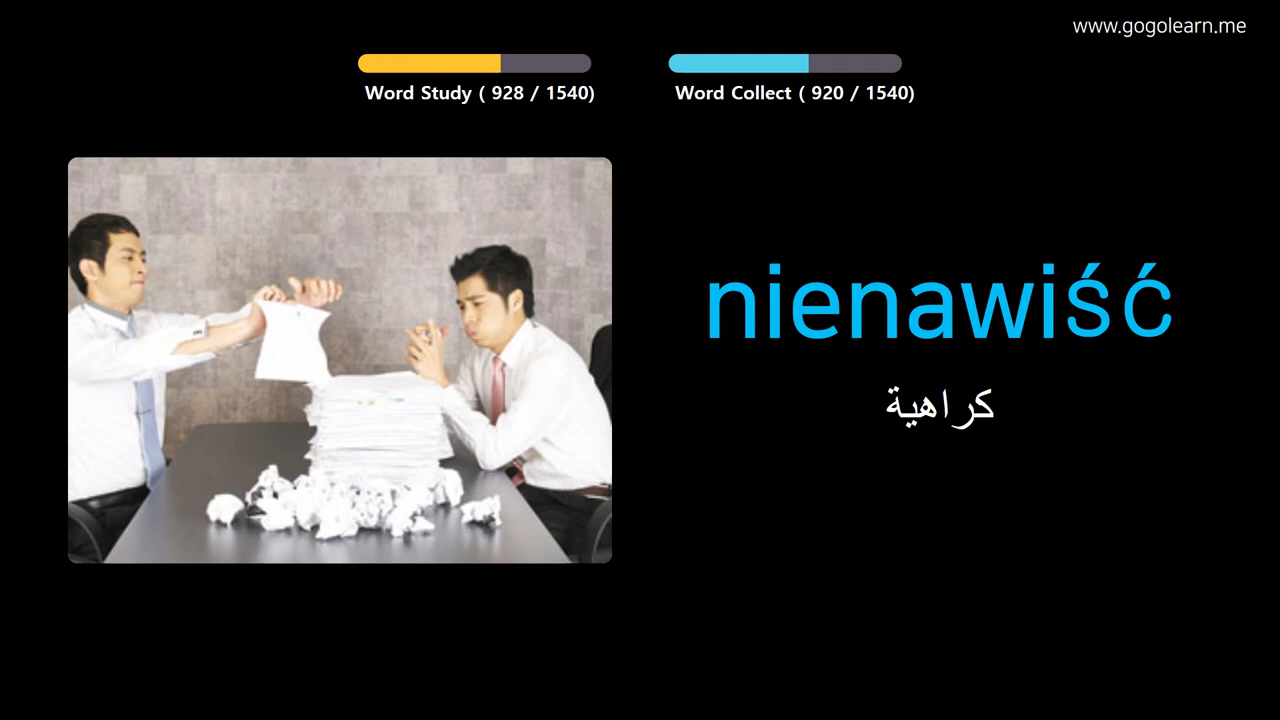 www.gogolearn.me
Word Study ( 928 / 1540)
Word Collect ( 920 / 1540)
nienawiść
كراهية